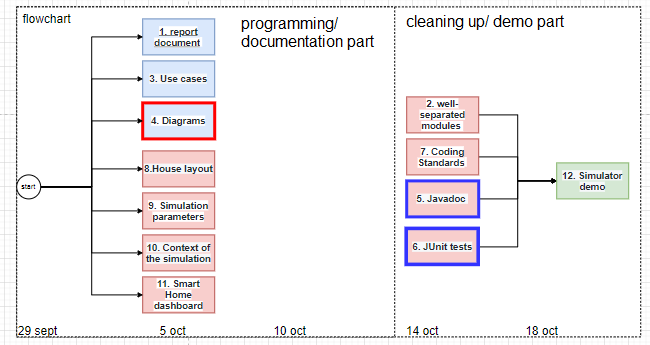 flowchart
programming/
documentation part
cleaning up/ demo part
1. report
document
3. Use cases
4. Diagrams
8.House layout
9. Simulation
parameters
10. Context of
the simulation
11. Smart
Home
dashboard
start
2. well-
separated
modules
7. Coding
Standards
5. Javadoc
6. JUnit tests
12. Simulator
demo
29 sept
5 oct
10 oct
14 oct
18 oct